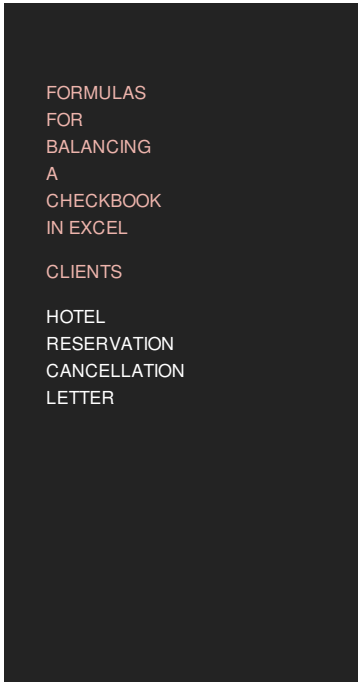 FORMULAS
FOR
BALANCING
A
CHECKBOOK
IN EXCEL
CLIENTS
HOTEL
RESERVATION
CANCELLATION
LETTER